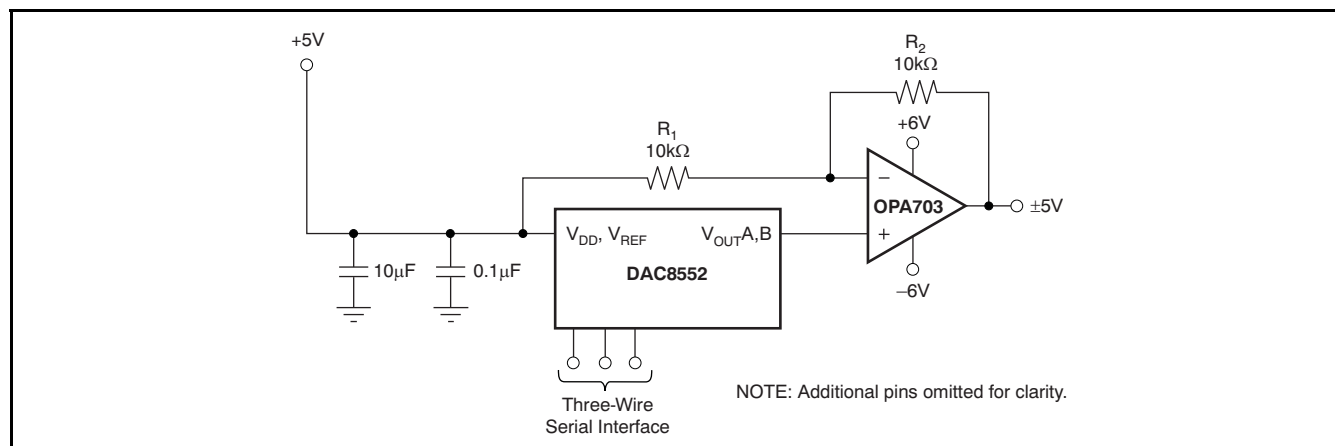 +5V
R2
10kΩ
+6V
R1
10kΩ
−
OPA703
±5V
+
−6V
VDD, VREF
VOUTA,B
DAC8552
10μF
0.1μF
Three-Wire
Serial Interface
NOTE: Additional pins omitted for clarity.